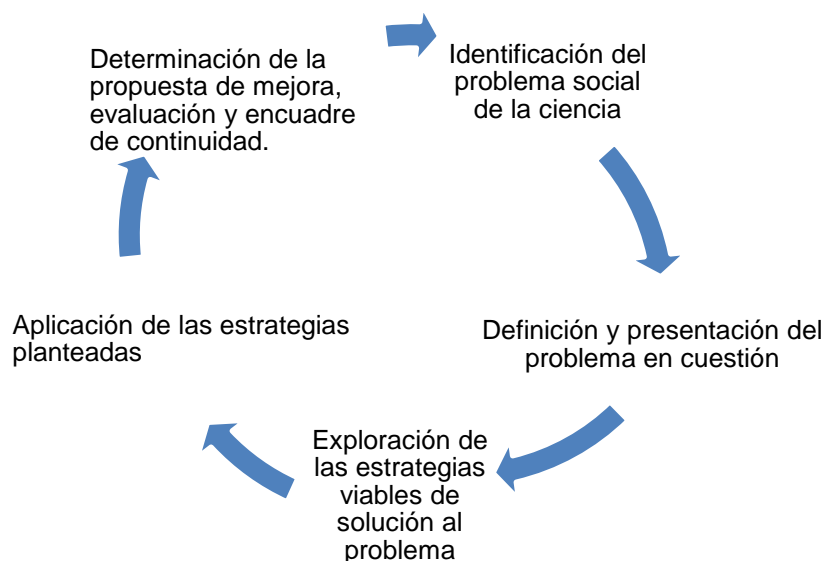 Identificación del
problema social
de la ciencia
Definición y presentación del
problema en cuestión
Exploración de
las estrategias
viables de
solución al
problema
Aplicación de las estrategias
planteadas
Determinación de la
propuesta de mejora,
evaluación y encuadre
de continuidad.